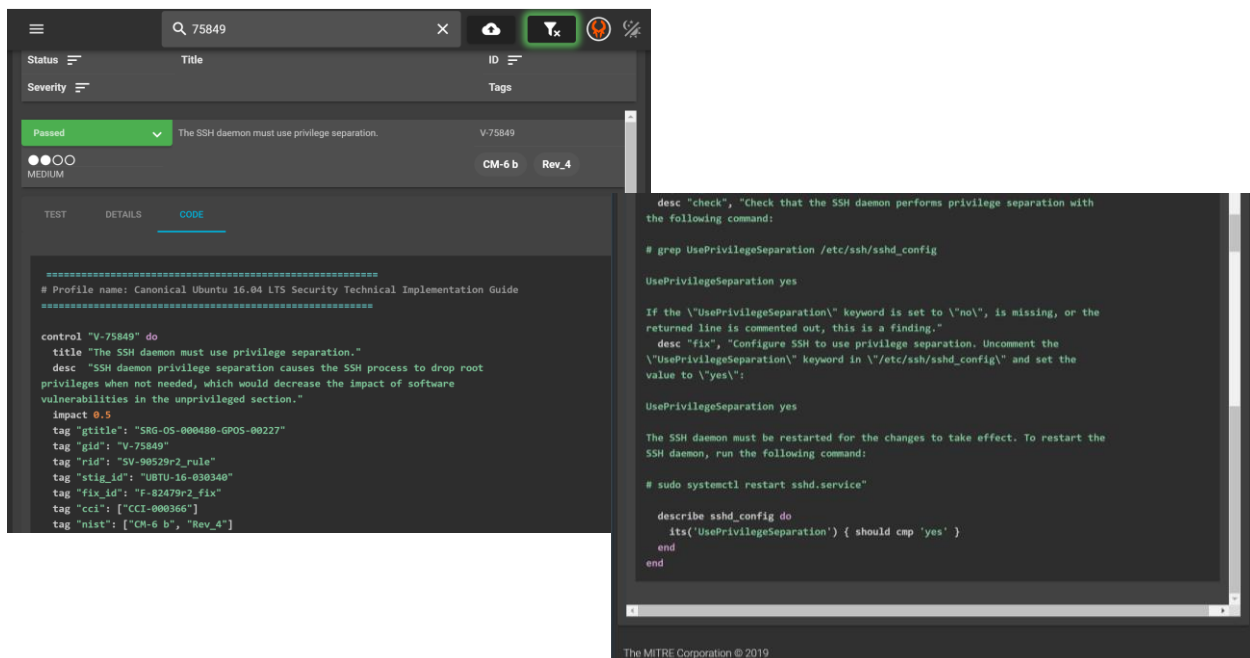 75849
Status
Title
ID
Severity
Tags
Passed
The SSH daemon must use privilege separation.
V-75849
MEDIUM
CM-6 b
Rev_4
TEST
DETAILS
CODE
=========================================================
# Profile name: Canonical Ubuntu 16.04 LTS Security Technical Implementation Guide
=========================================================
control "V-75849" do
title "The SSH daemon must use privilege separation."
desc "SSH daemon privilege separation causes the SSH process to drop root
privileges when not needed, which would decrease the impact of software
vulnerabilities in the unprivileged section."
impact 0.5
tag "gtitle": "SRG-OS-000480-GPOS-00227"
tag "gid": "V-75849"
tag "rid": "SV-90529r2_rule"
tag "stig_id": "UBTU-16-030340"
tag "fix_id": "F-82479r2_fix"
tag "cci": ["CCI-000366"]
tag "nist": ["CM-6 b", "Rev_4"]
desc "check", "Check that the SSH daemon performs privilege separation with
the following command:
# grep UsePrivilegeSeparation /etc/ssh/sshd_config
UsePrivilegeSeparation yes
If the \"UsePrivilegeSeparation\" keyword is set to \"no\", is missing, or the
returned line is commented out, this is a finding."
desc "fix", "Configure SSH to use privilege separation. Uncomment the
\"UsePrivilegeSeparation\" keyword in \"/etc/ssh/sshd_config\" and set the
value to \"yes\":
UsePrivilegeSeparation yes
The SSH daemon must be restarted for the changes to take effect. To restart the
SSH daemon, run the following command:
# sudo systemctl restart sshd.service"
describe sshd_config do
its('UsePrivilegeSeparation') { should cmp 'yes' }
end
end
The MITRE Corporation © 2019